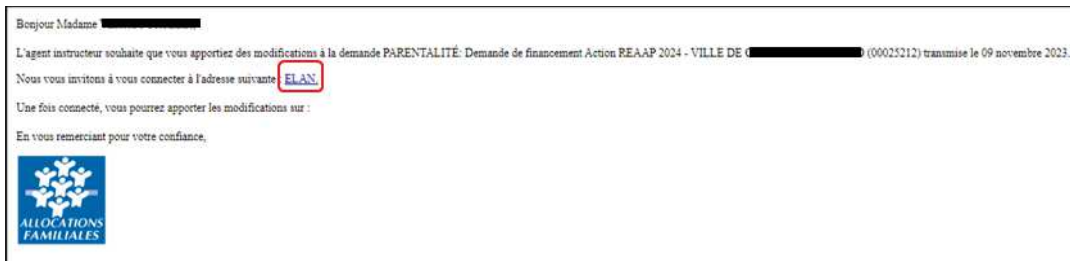 Bonjour Madame
L'agent instructeur souhaite que vous apportiez des modifications à la demande PARENTALITÉ: Demande de financement Action REAAP 2024 - VILLE DE (00025212) transmise le 09 novembre 2023.
Nous vous invitons à vous connecter à l'adresse suivante : ELAN.
Une fois connecté, vous pourrez apporter les modifications sur :
En vous remerciant pour votre confiance,
ALLOCATIONS
FAMILIALES